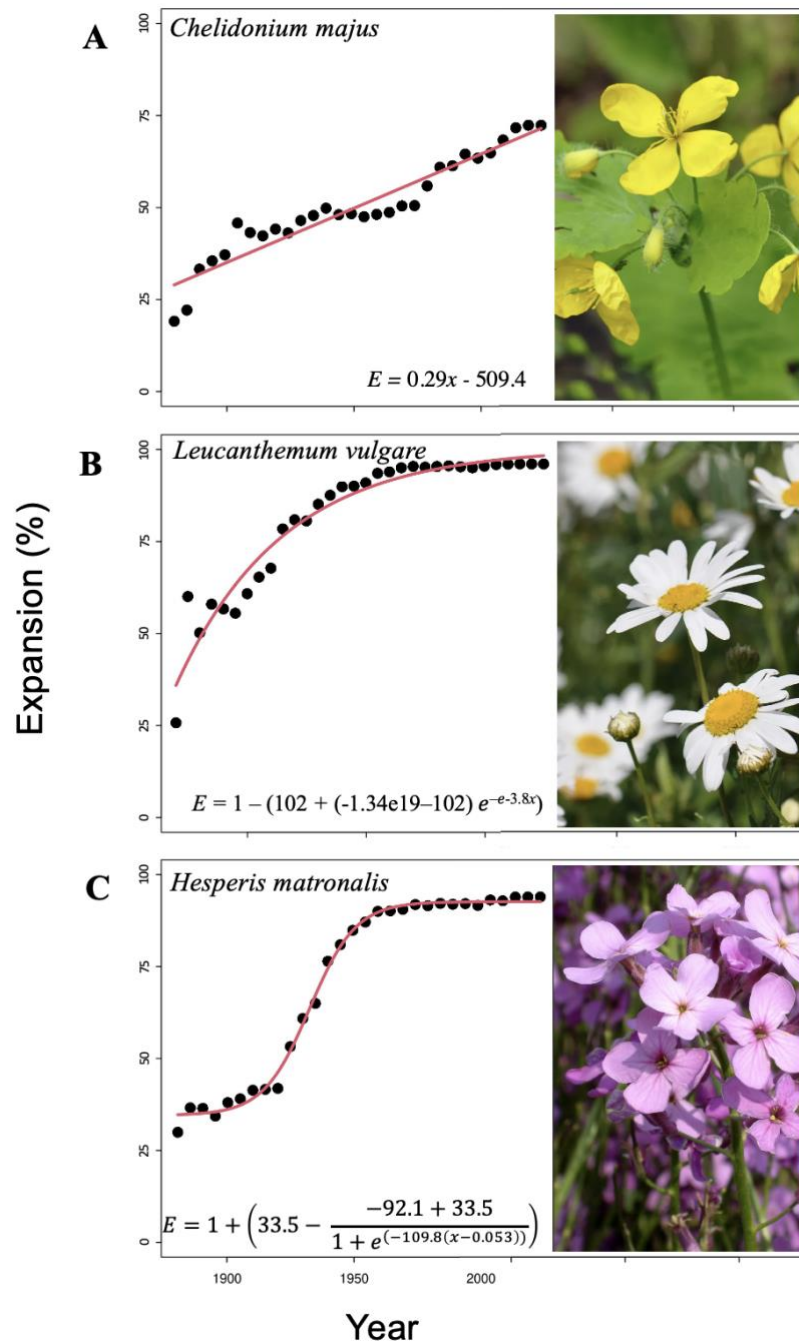 A
Chelidonium majus
100
75
50
25
0
E = 0.29x - 509.4
B
Leucanthemum vulgare
100
75
50
25
0
E = 1 – (102 + (-1.34e19–102) e^{–e-3.8x})
Expansion (%)
C
Hesperis matronalis
100
75
50
25
0
E = 1 + (33.5 − \frac{−92.1 + 33.5}{1 + e^{(−109.8(x−0.053))}})
1900 1950 2000
Year